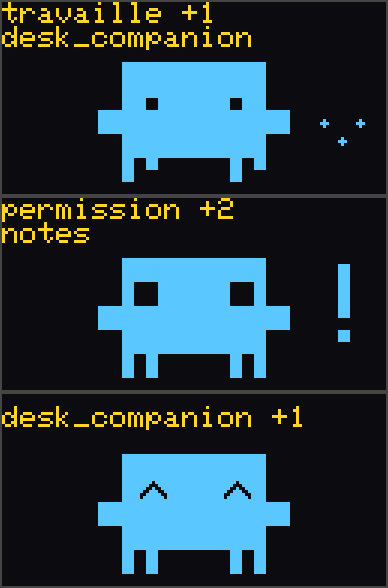 travaille +1
desk_companion
permission +2
notes
!
desk_companion +1